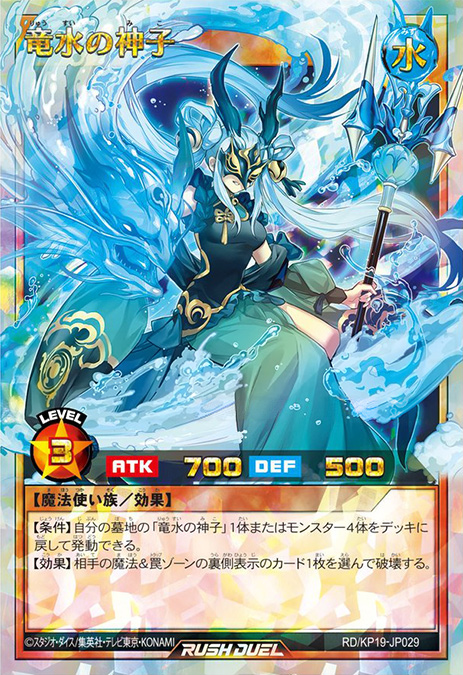 竜水の神子
水
LEVEL
3
ATK 700 DEF 500
【魔法使い族／効果】
【条件】自分の墓地の「竜水の神子」1体またはモンスター4体をデッキに
戻して発動できる。
【効果】相手の魔法&罠ゾーンの裏側表示のカード1枚を選んで破壊する。
©スタジオ・ダイス/集英社・テレビ東京・KONAMI
RUSH DUEL
RD/KP19-JP029